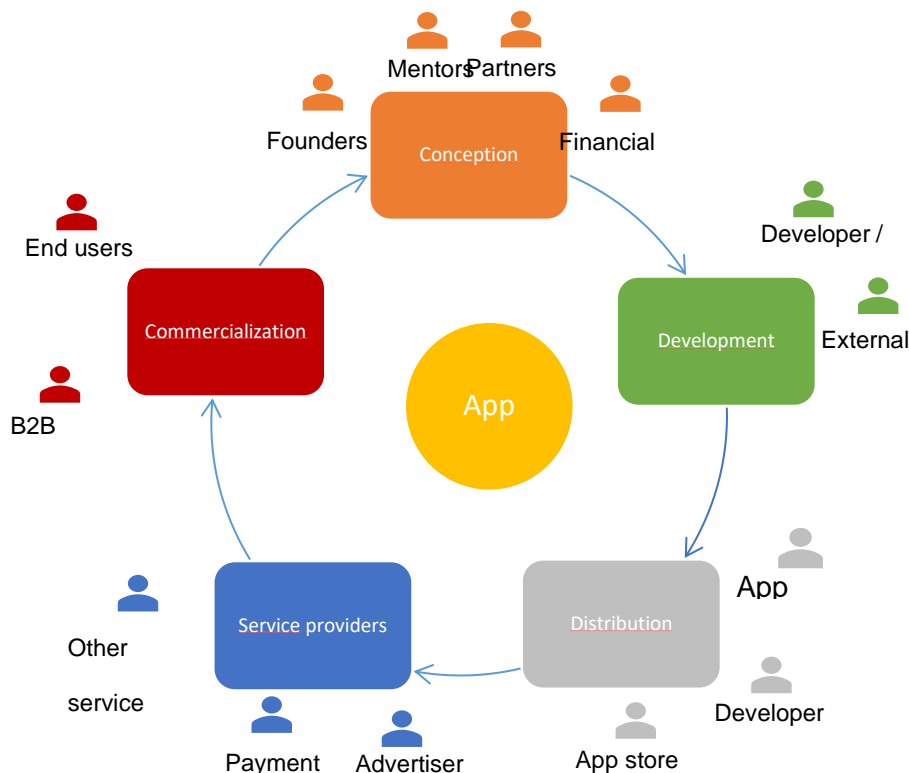 Mentors
Partners
Founders
Conception
Financial
End users
Developer /
Commercialization
Development
External
App
B2B
App
Other
service
Service providers
Distribution
Developer
App store
Payment
Advertiser